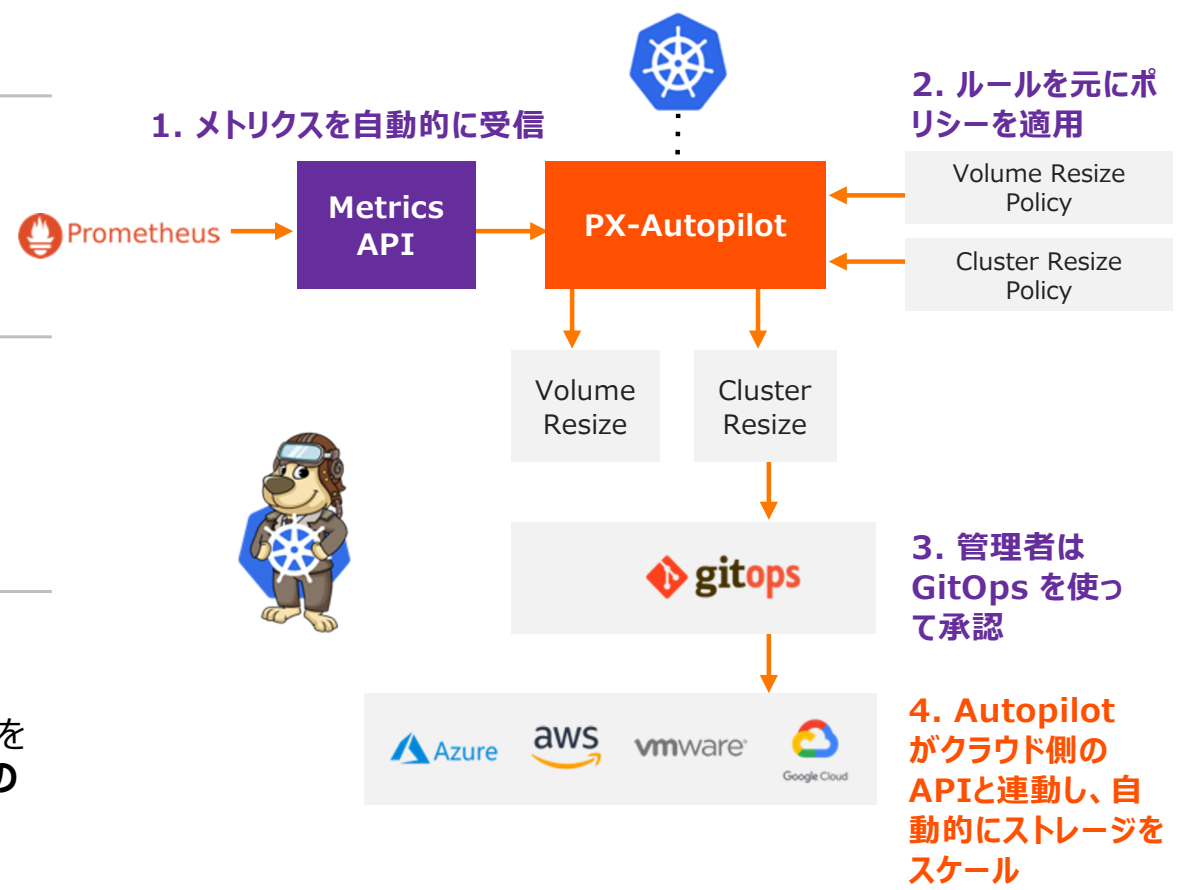 1. メトリクスを自動的に受信
2. ルールを元にポ
リシーを適用
Prometheus
Metrics
API
PX-Autopilot
Volume Resize
Policy
Cluster Resize
Policy
Volume
Resize
Cluster
Resize
gitops
3. 管理者は
GitOps を使っ
て承認
を
の
Azure
aws
vmware
Google Cloud
4. Autopilot
がクラウド側の
APIと連動し、自
動的にストレージを
スケール